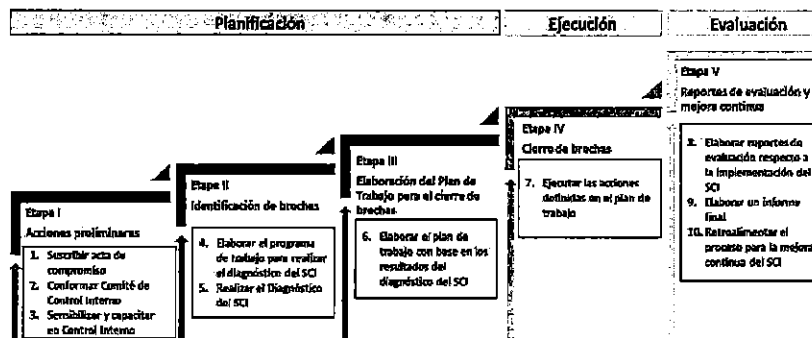 Planificación
Ejecución
Evaluación
Etapa I
Acciones preliminares
1. Suscribir acta de
compromiso
2. Conformar Comité de
Control Interno
3. Sensibilizar y capacitar
en Control Interno
Etapa II
Identificación de brechas
4. Elaborar el programa
de trabajo para realizar
el diagnóstico del SCI
5. Realizar el Diagnóstico
del SCI
Etapa III
Elaboración del Plan de
Trabajo para el cierre de
brechas
6. Elaborar el plan de
trabajo con base en los
resultados del
diagnóstico del SCI
Etapa IV
Cierre de brechas
7. Ejecutar las acciones
definidas en el plan de
trabajo
Etapa V
Reportes de evaluación y
mejora continua
8. Elaborar reportes de
evaluación respecto a
la implementación del
SCI
9. Elaborar un informe
final
10. Retroalimentar el
proceso para la mejora
continua del SCI